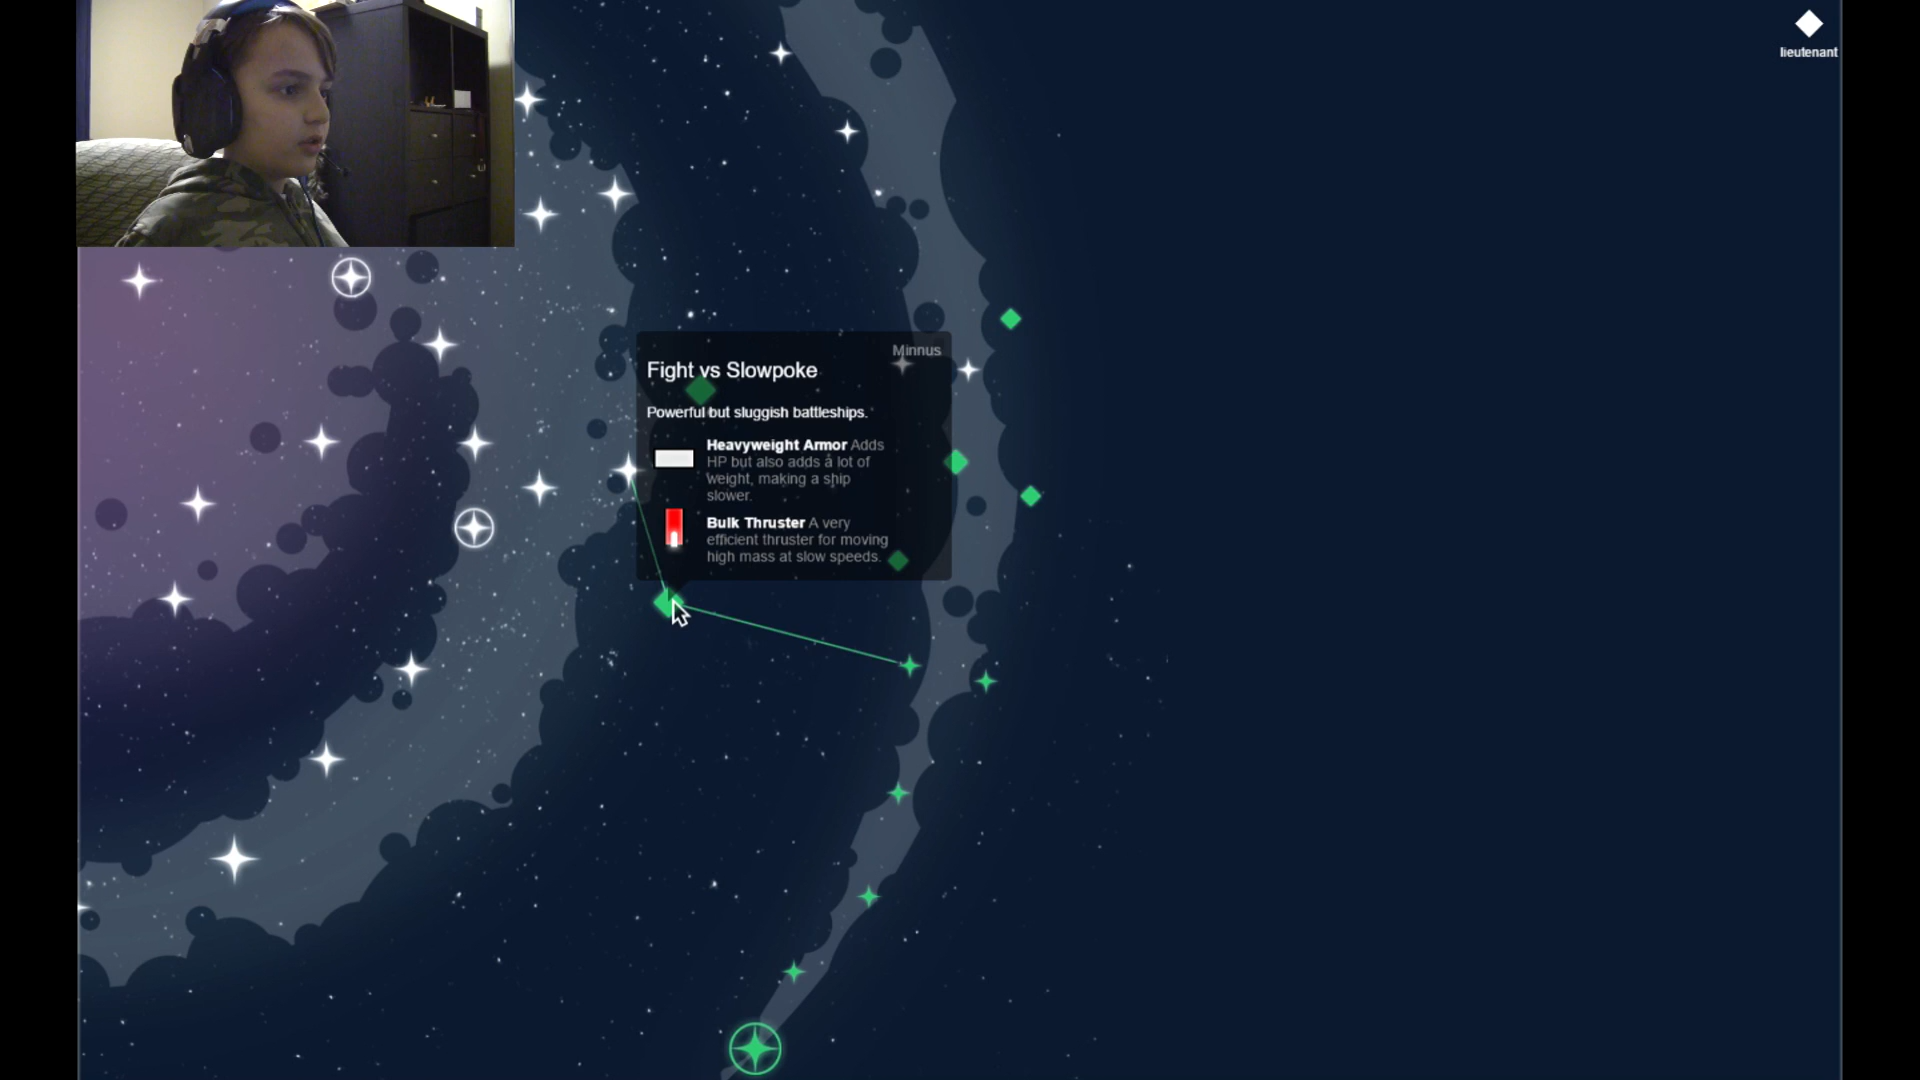 lieutenant
Minnus
Fight vs Slowpoke
Powerful but sluggish battleships.
Heavyweight Armor Adds
HP but also adds a lot of
weight, making a ship
slower.
Bulk Thruster A very
efficient thruster for moving
high mass at slow speeds.